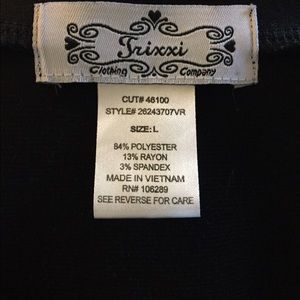 Trixxi
Clothing Company
CUT# 46100
STYLE# 26243707VR
SIZE: L
84% POLYESTER
13% RAYON
3% SPANDEX
MADE IN VIETNAM
RN# 106289
SEE REVERSE FOR CARE